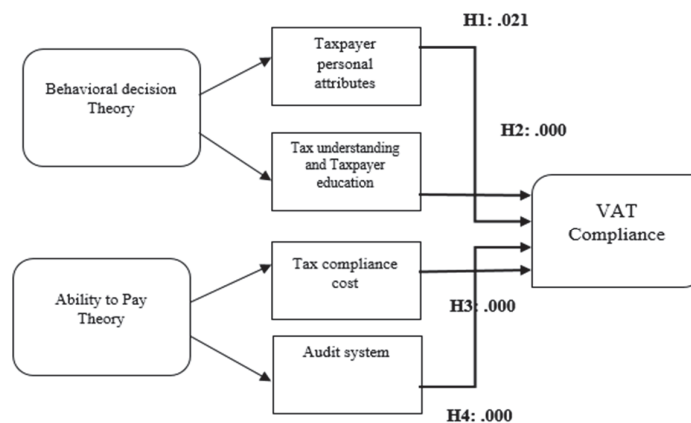 H1: .021
Taxpayer
personal
attributes
Behavioral decision
Theory
H2: .000
Tax understanding
and Taxpayer
education
VAT
Compliance
Tax compliance
cost
Ability to Pay
Theory
H3: .000
Audit system
H4: .000